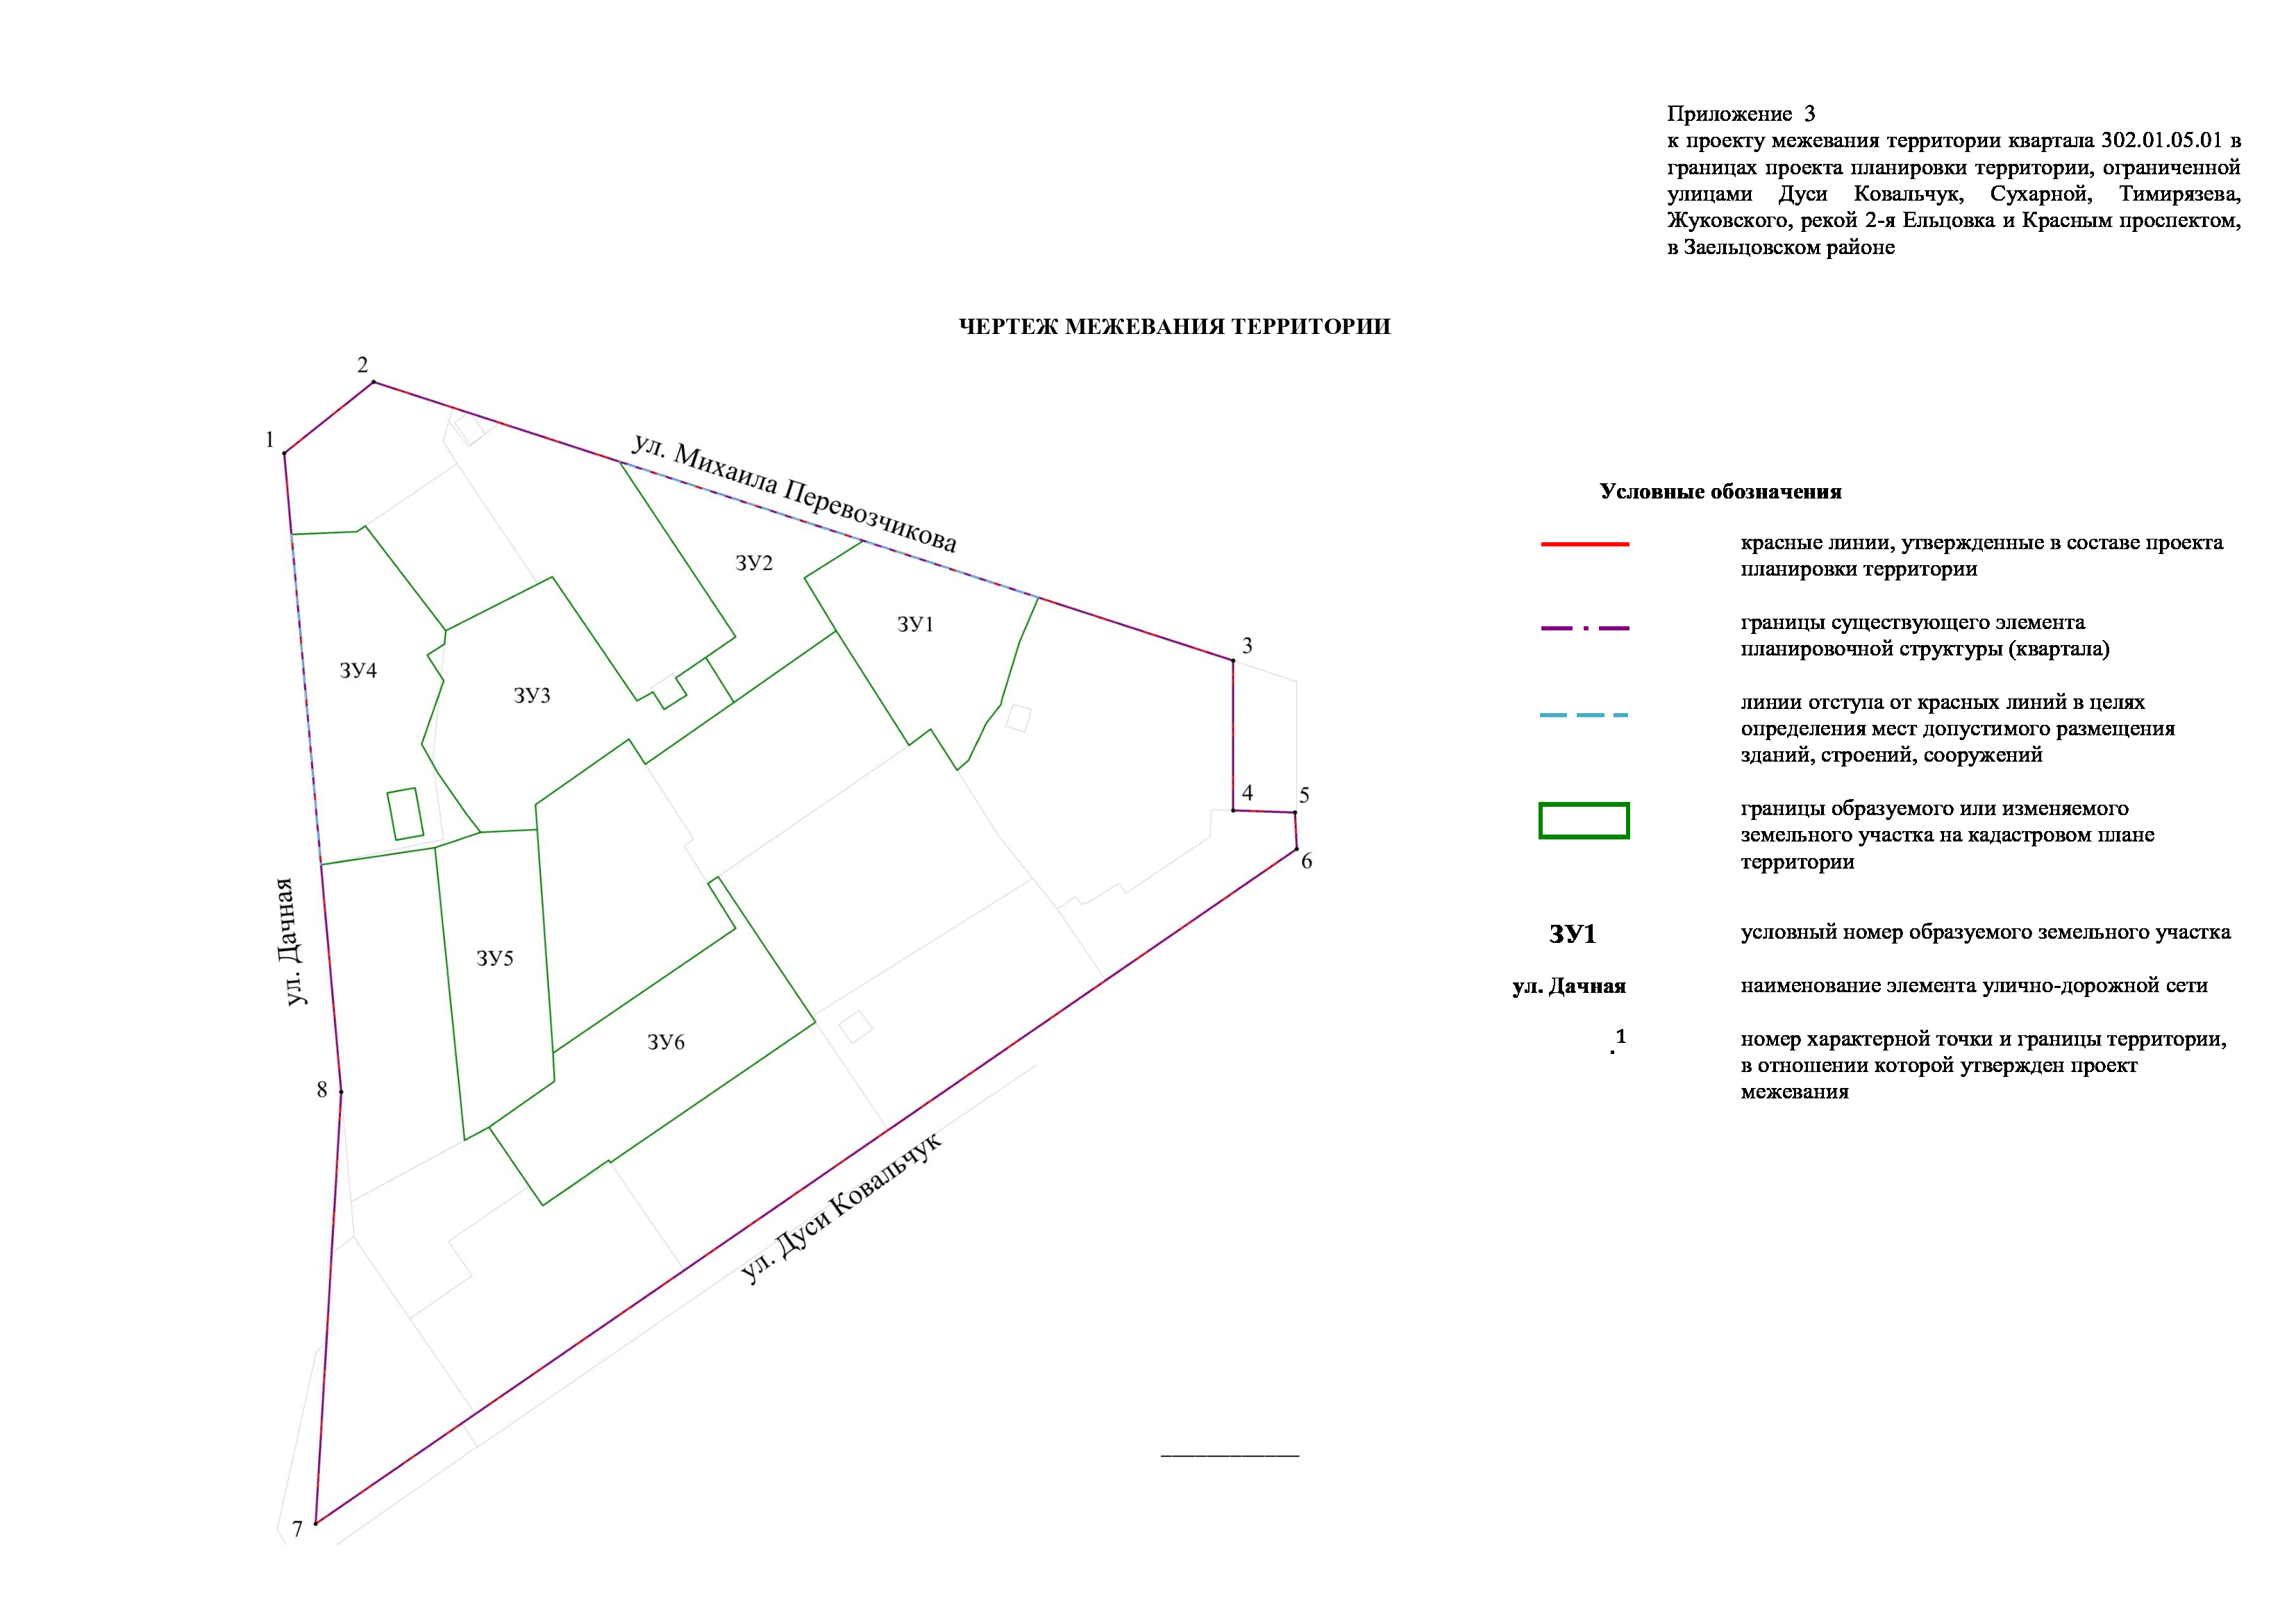 Приложение 3
к проекту межевания территории квартала 302.01.05.01 в
границах проекта планировки территории, ограниченной
улицами Дуси Ковальчук, Сухарной, Тимирязева,
Жуковского, рекой 2-я Ельцовка и Красным проспектом,
в Заельцовском районе
ЧЕРТЕЖ МЕЖЕВАНИЯ ТЕРРИТОРИИ
2
1
ул. Михаила Перевозчикова
ЗУ2
ЗУ1
3
ЗУ4
ЗУ3
4
5
6
ул. Дачная
ЗУ5
ЗУ6
8
ул. Дуси Ковальчук
7
Условные обозначения
красные линии, утвержденные в составе проекта
планировки территории
границы существующего элемента
планировочной структуры (квартала)
линии отступа от красных линий в целях
определения мест допустимого размещения
зданий, строений, сооружений
границы образуемого или изменяемого
земельного участка на кадастровом плане
территории
ЗУ1 условный номер образуемого земельного участка
ул. Дачная наименование элемента улично-дорожной сети
1 номер характерной точки и границы территории,
в отношении которой утвержден проект
межевания